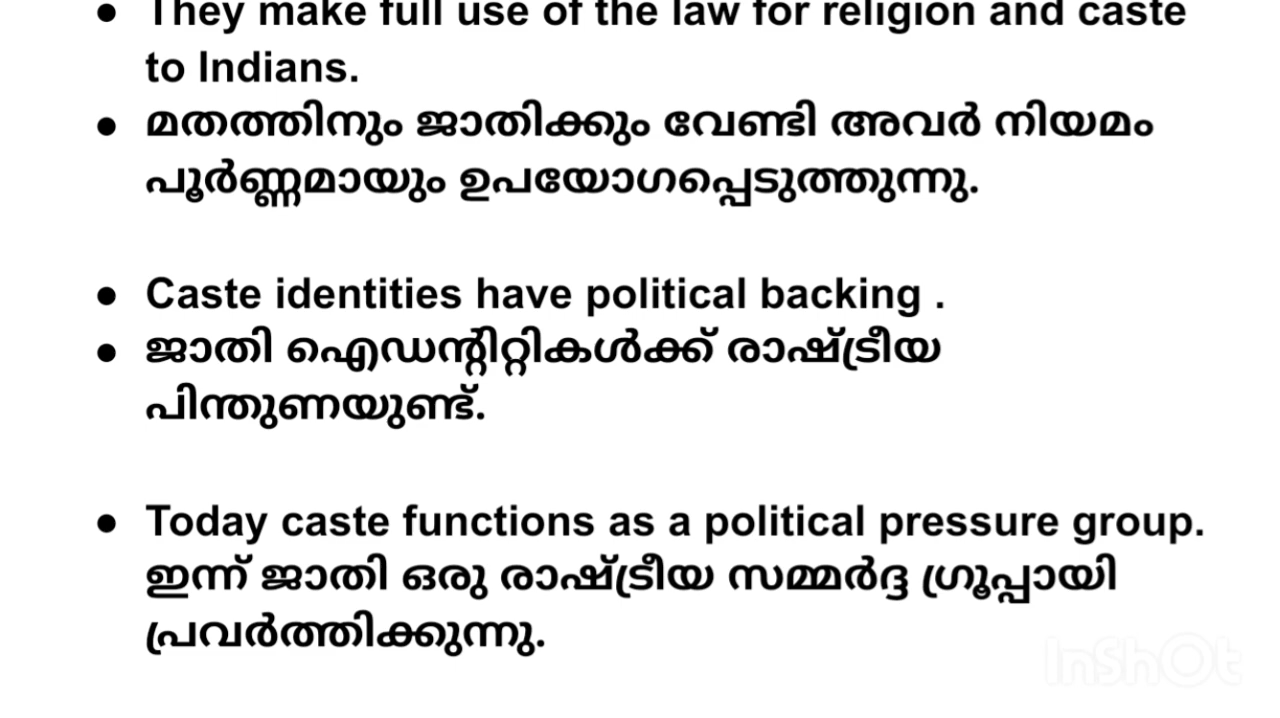 ● They make full use of the law for religion and caste
to Indians.
● മതത്തിനും ജാതിക്കും വേണ്ടി അവർ നിയമം
പൂർണ്ണമായും ഉപയോഗപ്പെടുത്തുന്നു.
● Caste identities have political backing .
● ജാതി ഐഡന്റിറ്റികൾക്ക് രാഷ്ട്രീയ
പിന്തുണയുണ്ട്.
● Today caste functions as a political pressure group.
ഇന്ന് ജാതി ഒരു രാഷ്ട്രീയ സമ്മർദ്ദ ഗ്രൂപ്പായി
പ്രവർത്തിക്കുന്നു.
InShOt